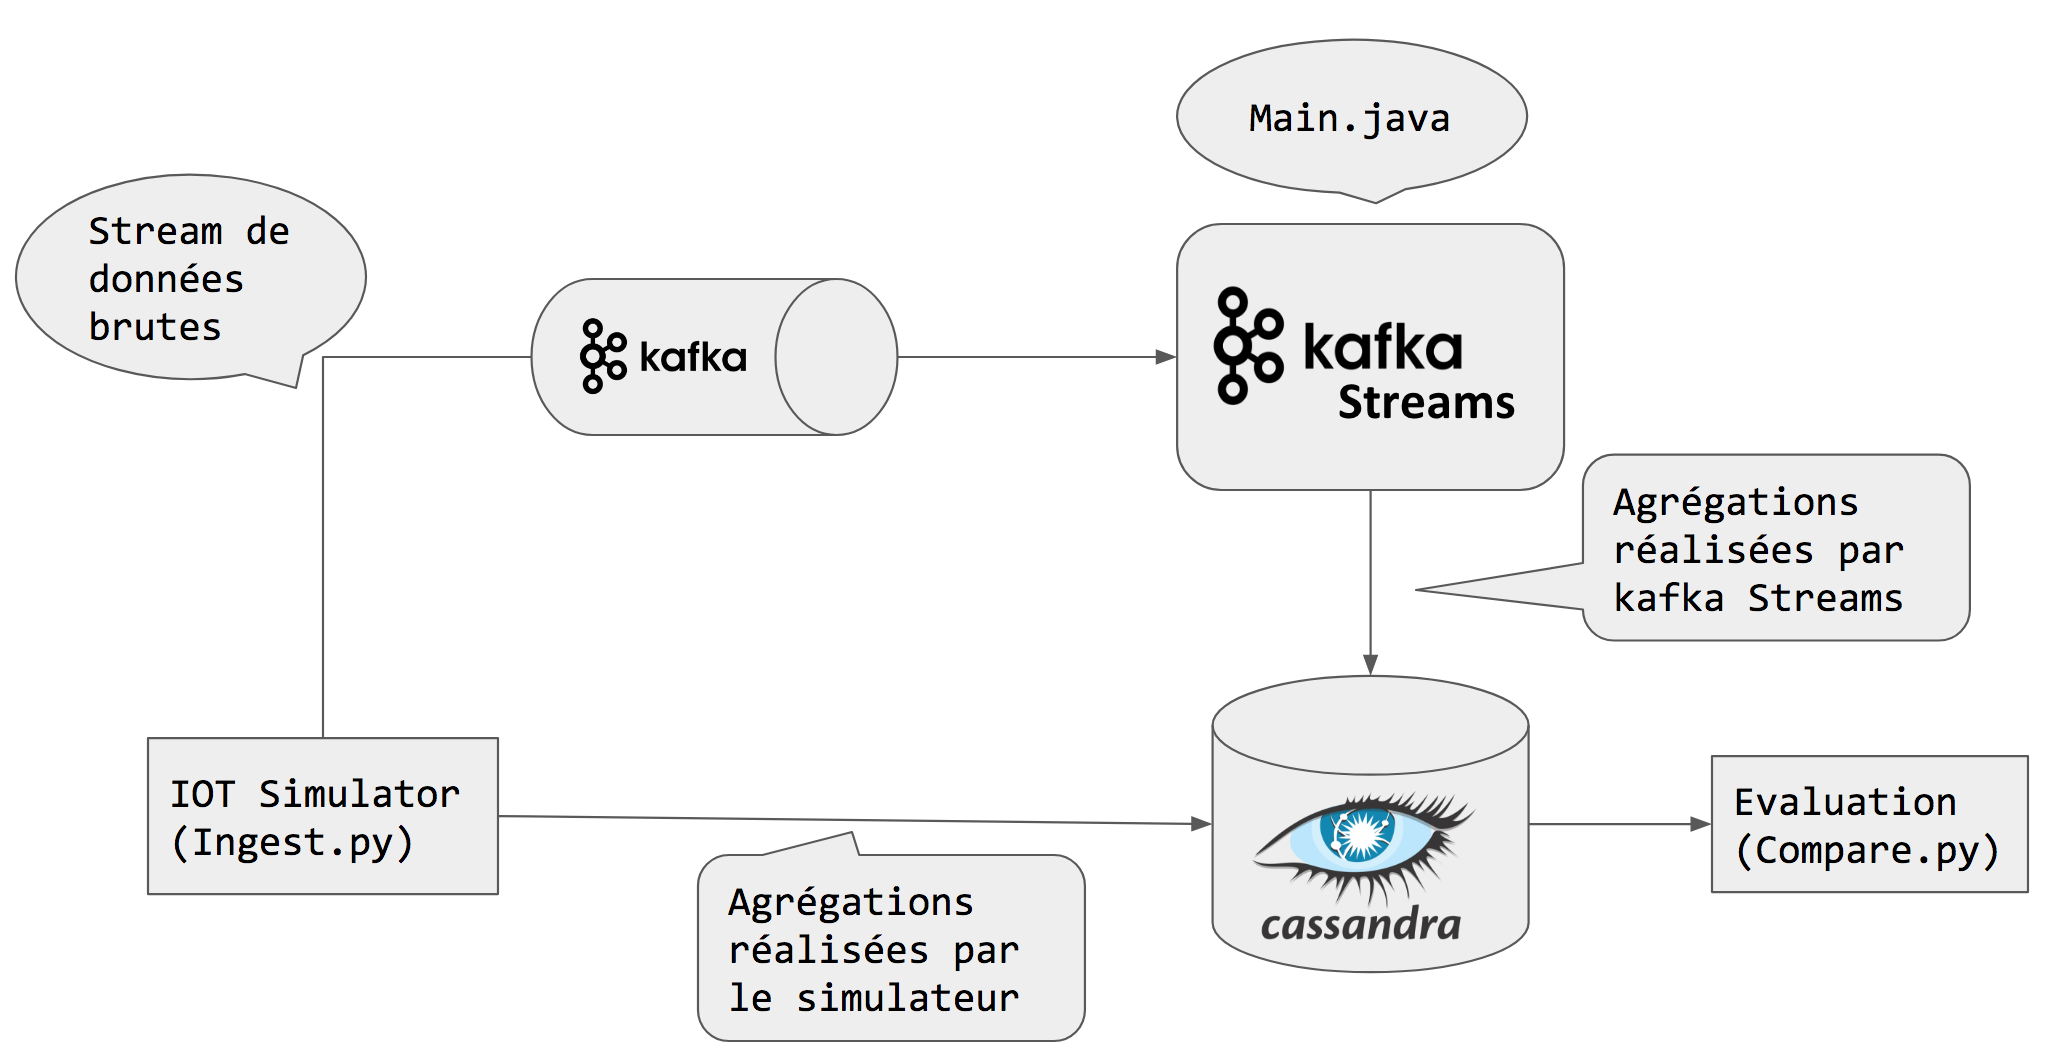 Main.java
Stream de
données
brutes
kafka
kafka
Streams
Agrégations
réalisées par
kafka Streams
IOT Simulator
(Ingest.py)
Agrégations
réalisées par
le simulateur
cassandra
Evaluation
(Compare.py)